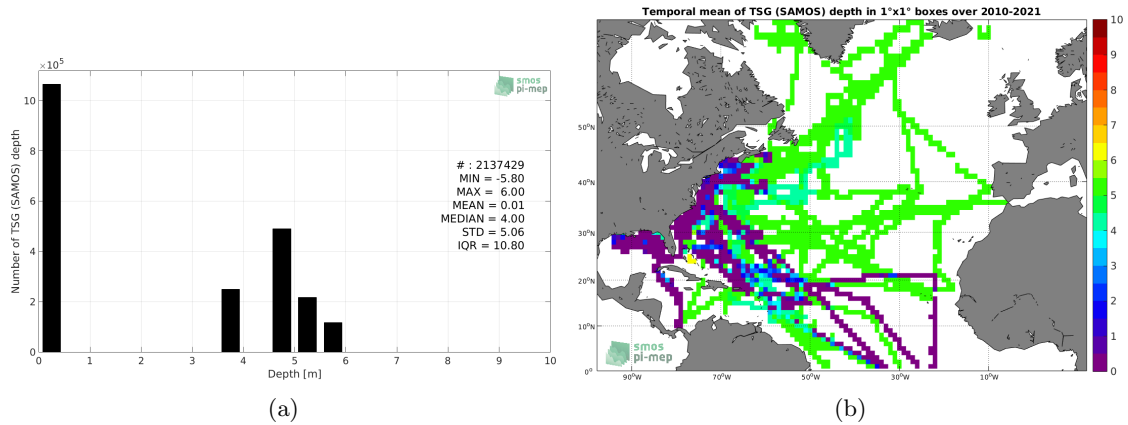 ×10⁵
10
8
6
4
2
0
Number of TSG (SAMOS) depth
smos
pi-mep
# : 2137429
MIN = -5.80
MAX = 6.00
MEAN = 0.01
MEDIAN = 4.00
STD = 5.06
IQR = 10.80
0 1 2 3 4 5 6 7 8 9 10
Depth [m]
(a)
Temporal mean of TSG (SAMOS) depth in 1°x1° boxes over 2010-2021
50°N
40°N
30°N
20°N
10°N
0°
90°W 70°W 50°W 30°W 10°W
smos
pi-mep
10
9
8
7
6
5
4
3
2
1
0
(b)